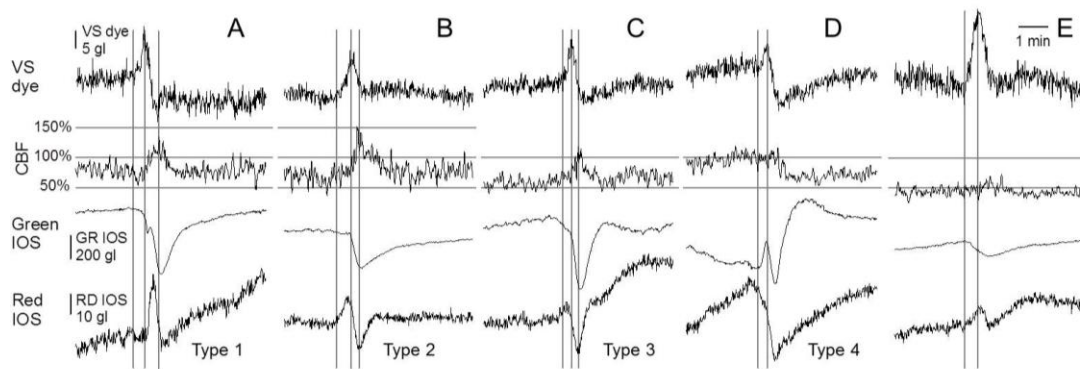 A B C D E
VS dye
5 gl
1 min
VS
dye
150%
100%
50%
CBF
Green
IOS
GR IOS
200 gl
Red
IOS
RD IOS
10 gl
Type 1 Type 2 Type 3 Type 4